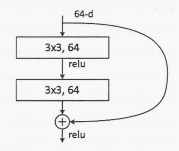 64-d
3x3, 64
relu
3x3, 64
relu